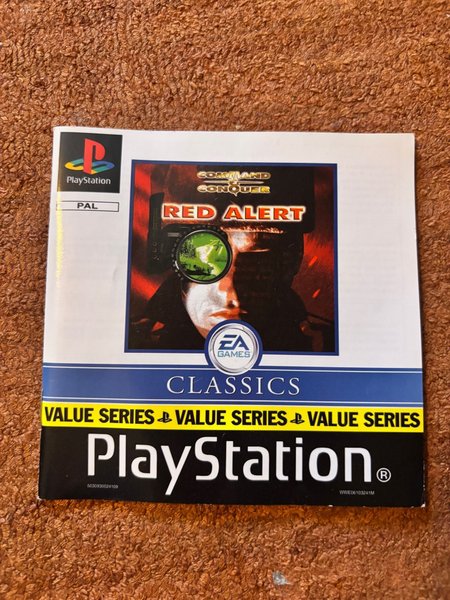 PlayStation
PAL
COMMAND
& CONQUER
RED ALERT
EA
GAMES
CLASSICS
VALUE SERIES VALUE SERIES VALUE SERIES
PlayStation®